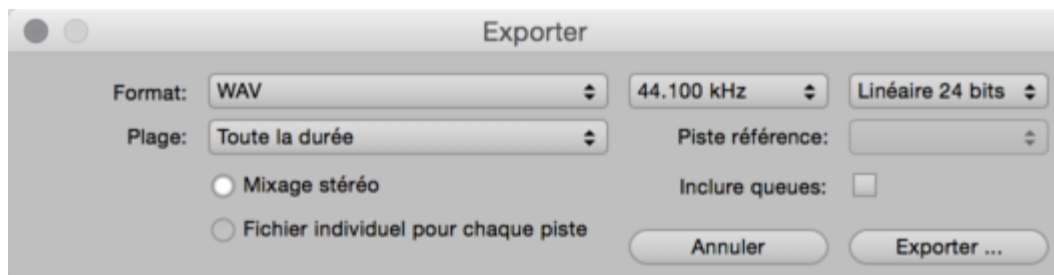 Exporter
Format: WAV 44.100 kHz Linéaire 24 bits
Plage: Toute la durée Piste référence:
Mixage stéréo Inclure queues:
Fichier individuel pour chaque piste
Annuler Exporter ...